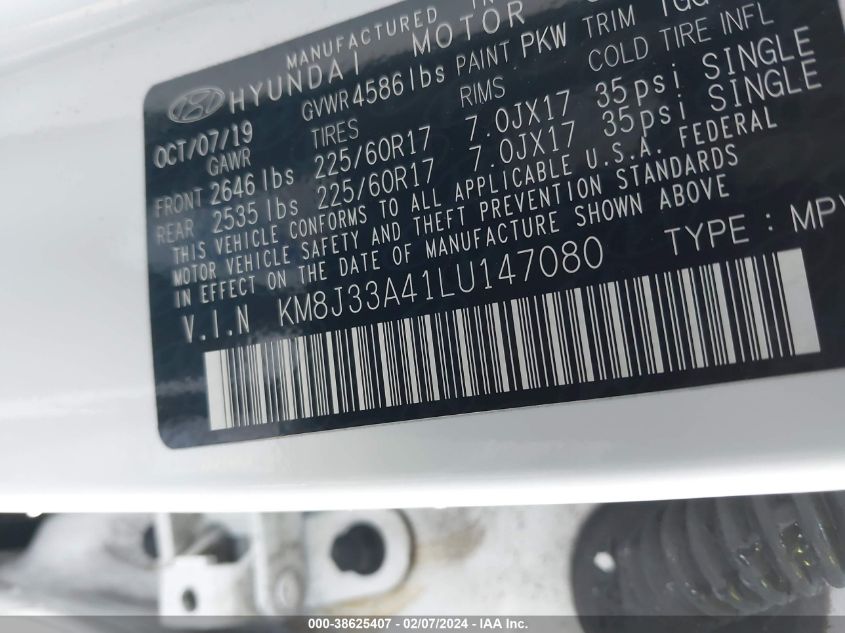 MANUFACTURED
HYUNDAI MOTOR
OCT/07/19 GVWR 4586 lbs PAINT PKW TRIM
GAWR TIRES RIMS COLD TIRE INFL
FRONT 2646 lbs 225/60R17 7.0JX17 35psi SINGLE
REAR 2535 lbs 225/60R17 7.0JX17 35psi SINGLE
THIS VEHICLE CONFORMS TO ALL APPLICABLE U.S.A. FEDERAL
MOTOR VEHICLE SAFETY AND THEFT PREVENTION STANDARDS
IN EFFECT ON THE DATE OF MANUFACTURE SHOWN ABOVE
V.I.N KM8J33A41LU147080 TYPE : MPV
000-38625407 - 02/07/2024 - IAA Inc.